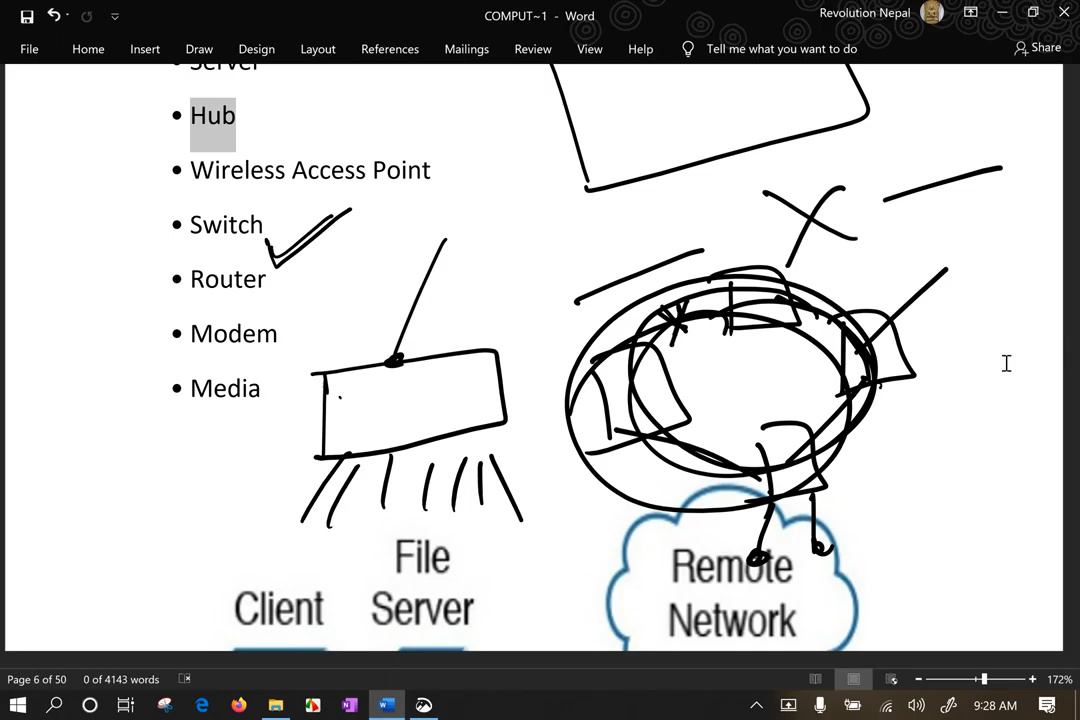 COMPUT~1 - Word
Revolution Nepal
File Home Insert Draw Design Layout References Mailings Review View Help Tell me what you want to do Share
• Server
• Hub
• Wireless Access Point
• Switch
• Router
• Modem
• Media
File
Client Server
Remote
Network
Page 6 of 50 0 of 4143 words 172%
9:28 AM